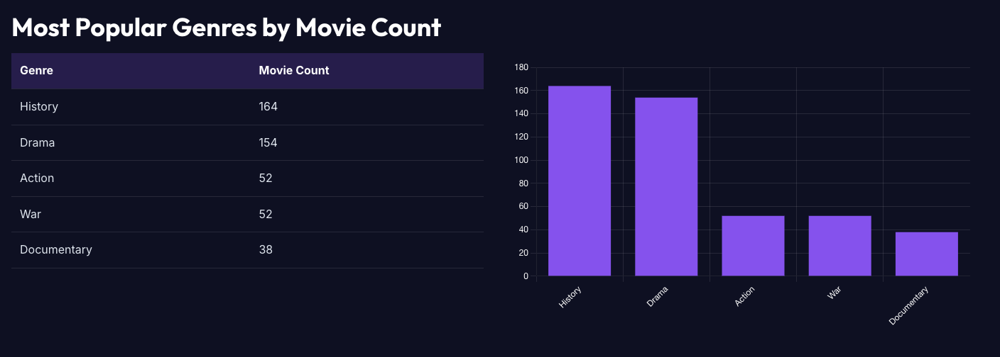 Most Popular Genres by Movie Count
Genre Movie Count
History 164
Drama 154
Action 52
War 52
Documentary 38
180
160
140
120
100
80
60
40
20
0
History
Drama
Action
War
Documentary